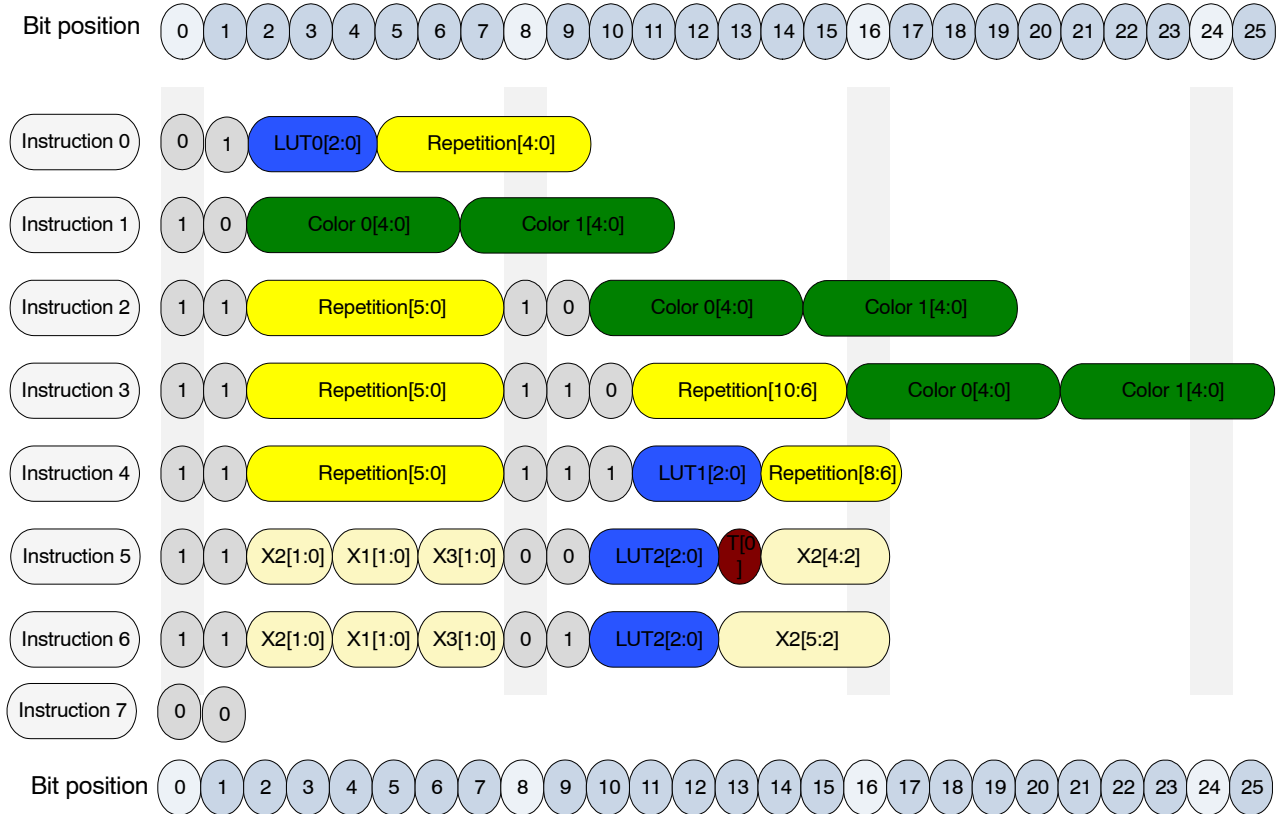 Bit position 0 1 2 3 4 5 6 7 8 9 10 11 12 13 14 15 16 17 18 19 20 21 22 23 24 25
Instruction 0 0 1 LUT0[2:0] Repetition[4:0]
Instruction 1 1 0 Color 0[4:0] Color 1[4:0]
Instruction 2 1 1 Repetition[5:0] 1 0 Color 0[4:0] Color 1[4:0]
Instruction 3 1 1 Repetition[5:0] 1 1 0 Repetition[10:6] Color 0[4:0] Color 1[4:0]
Instruction 4 1 1 Repetition[5:0] 1 1 1 LUT1[2:0] Repetition[8:6]
Instruction 5 1 1 X2[1:0] X1[1:0] X3[1:0] 0 0 LUT2[2:0] T[0] X2[4:2]
Instruction 6 1 1 X2[1:0] X1[1:0] X3[1:0] 0 1 LUT2[2:0] X2[5:2]
Instruction 7 0 0
Bit position 0 1 2 3 4 5 6 7 8 9 10 11 12 13 14 15 16 17 18 19 20 21 22 23 24 25